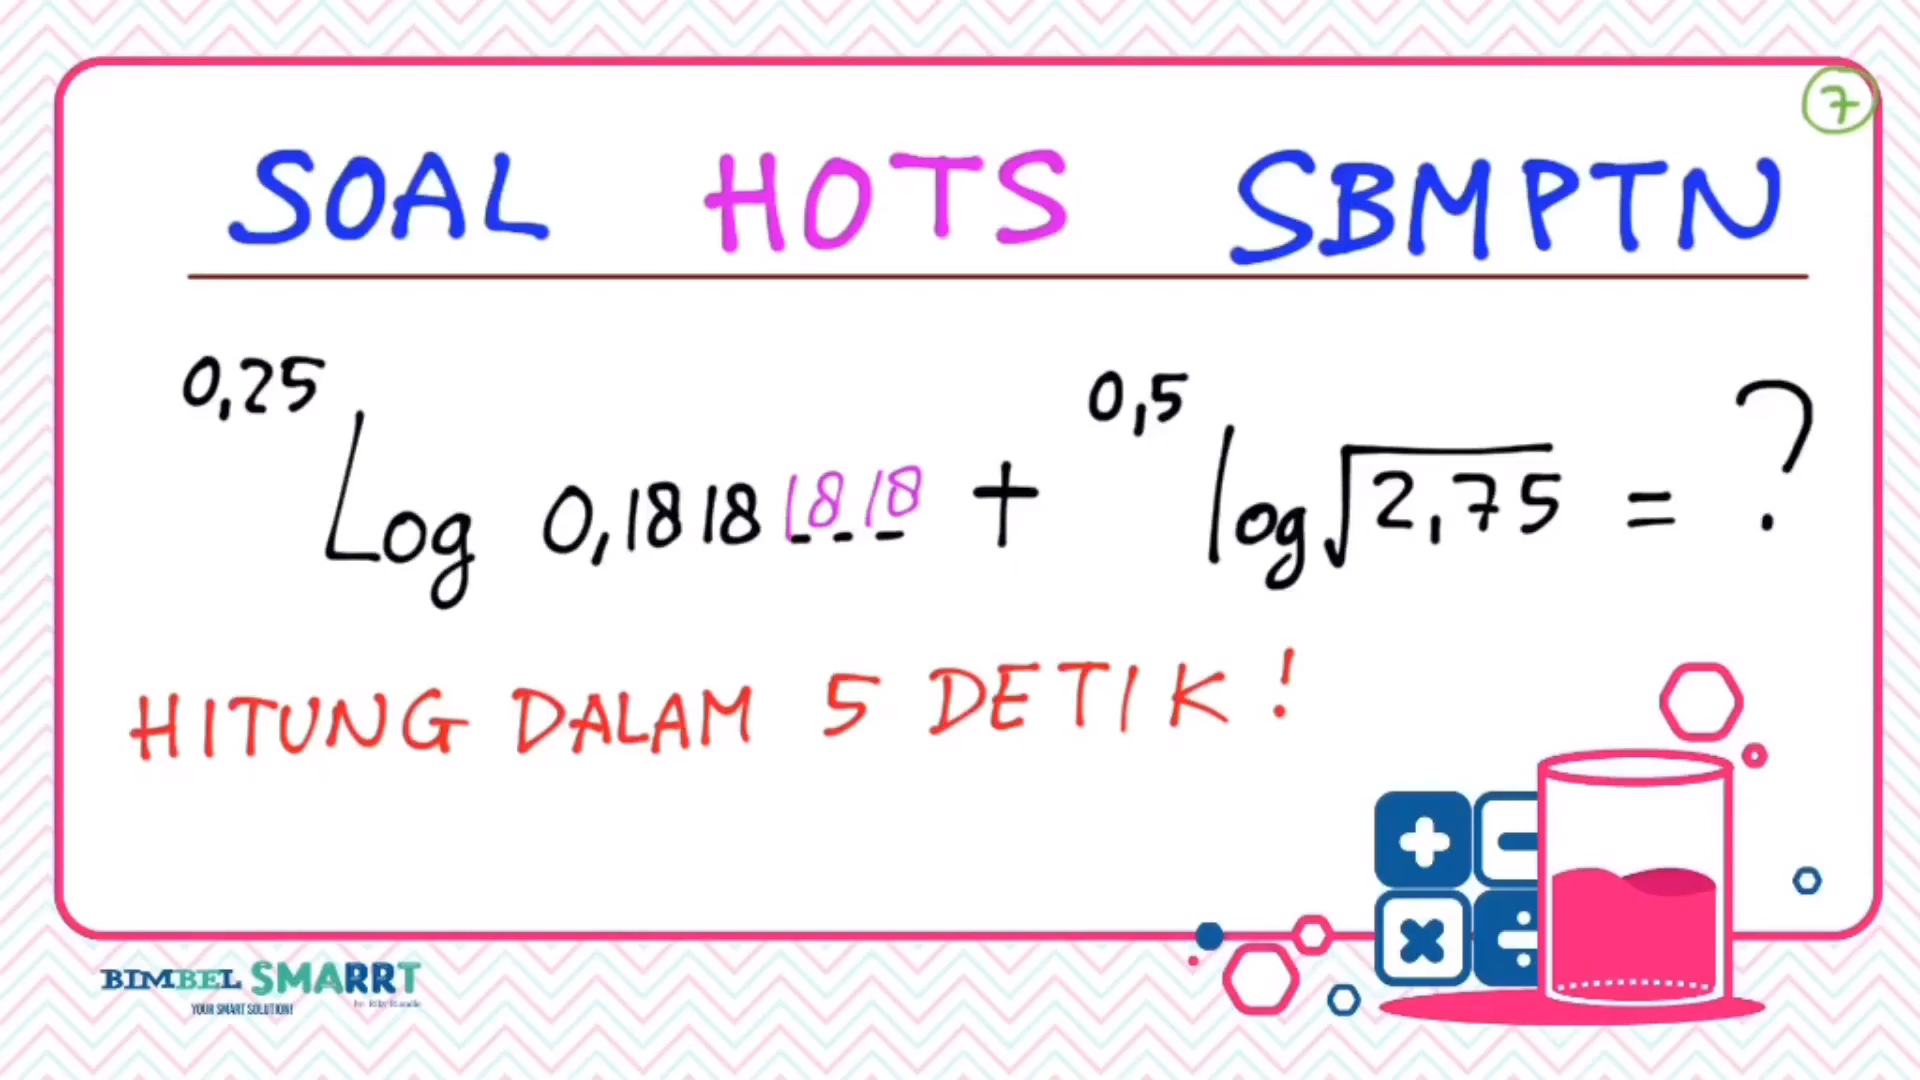 7
SOAL HOTS SBMPTN
0,25 Log 0,18181818--- + 0,5 log √2,75 = ?
HITUNG DALAM 5 DETIK!
BIMBEL SMARRT
YOUR SMART SOLUTION!